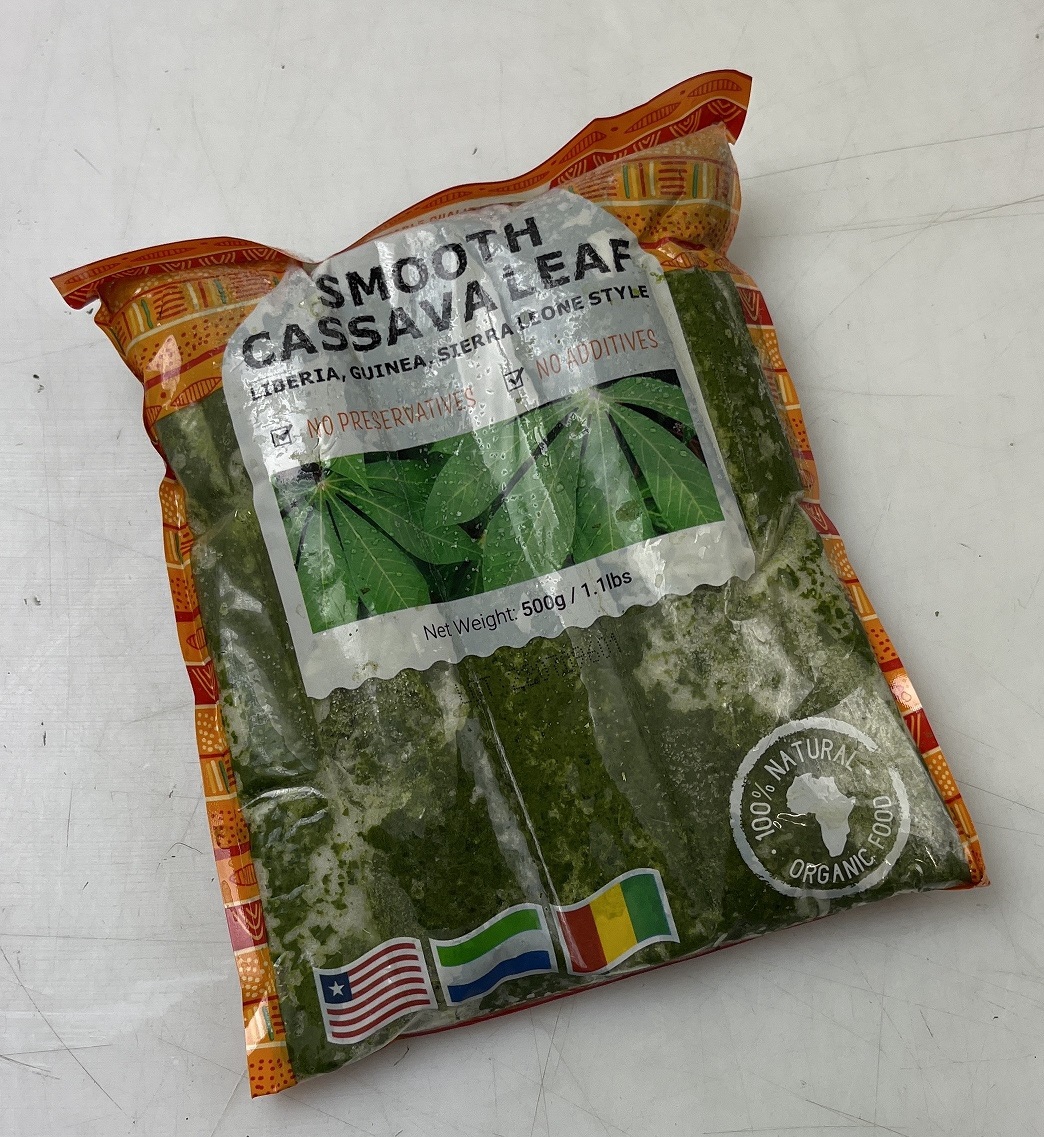 SMOOTH
CASSAVA LEAF
LIBERIA, GUINEA, SIERRA LEONE STYLE
NO PRESERVATIVES
NO ADDITIVES
Net Weight: 500g / 1.1lbs
100% NATURAL
ORGANIC FOOD